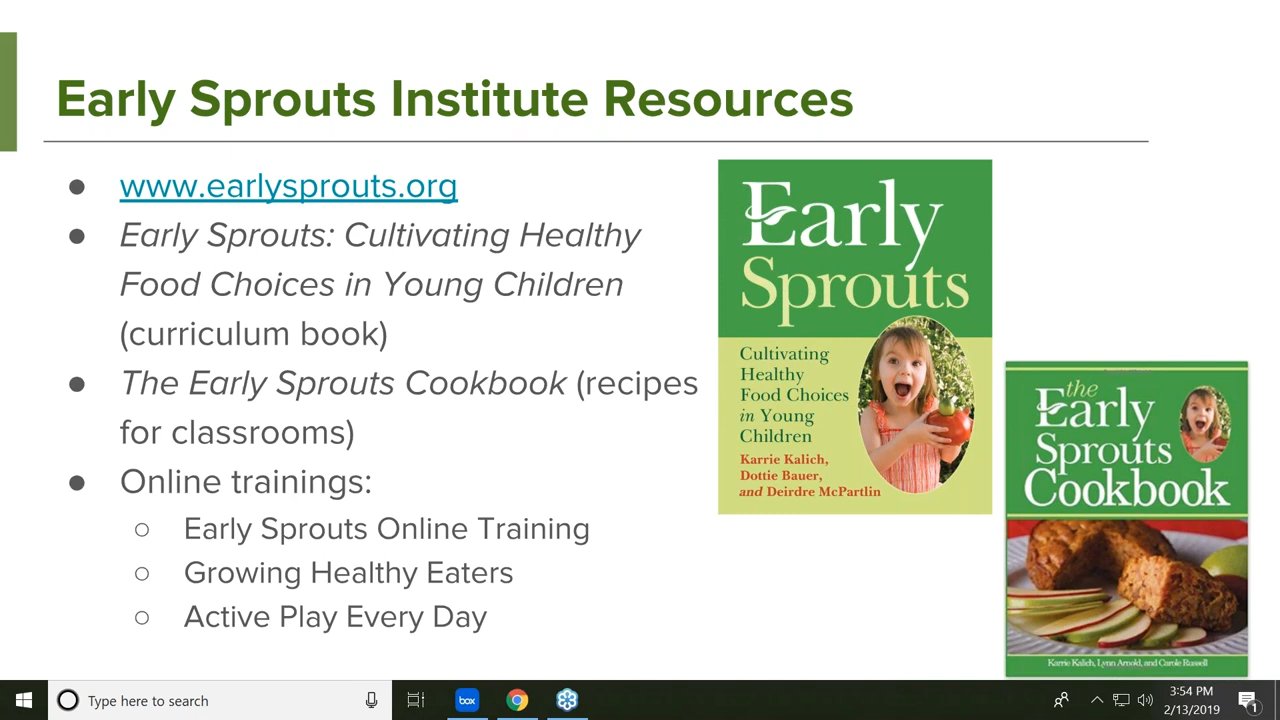 Early Sprouts Institute Resources
www.earlysprouts.org
Early Sprouts: Cultivating Healthy
Food Choices in Young Children
(curriculum book)
The Early Sprouts Cookbook (recipes
for classrooms)
Online trainings:
Early Sprouts Online Training
Growing Healthy Eaters
Active Play Every Day
Early
Sprouts
Cultivating
Healthy
Food Choices
in Young
Children
Karrie Kalich,
Dottie Bauer,
and Deirdre McPartlin
the
Early
Sprouts
Cookbook
Karrie Kalich, Lynn Arnold, and Carole Russell
Type here to search
box
3:54 PM
2/13/2019
1